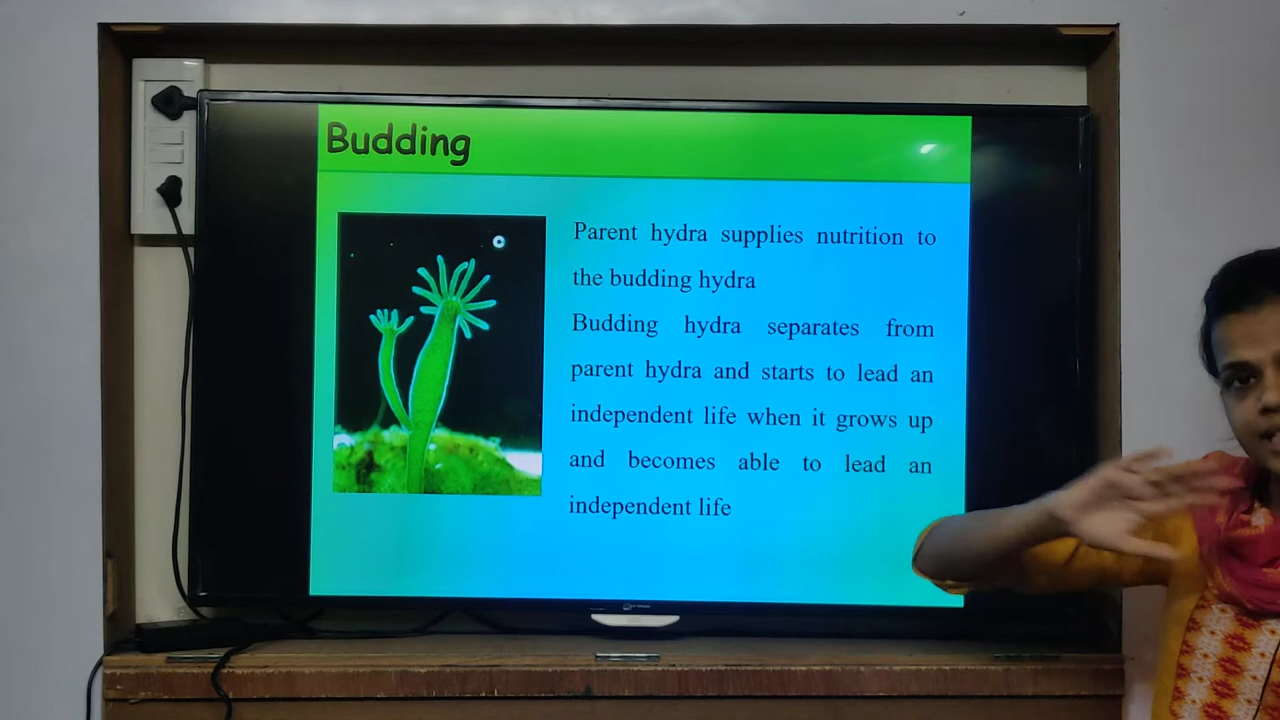 Budding
Parent hydra supplies nutrition to
the budding hydra
Budding hydra separates from
parent hydra and starts to lead an
independent life when it grows up
and becomes able to lead an
independent life